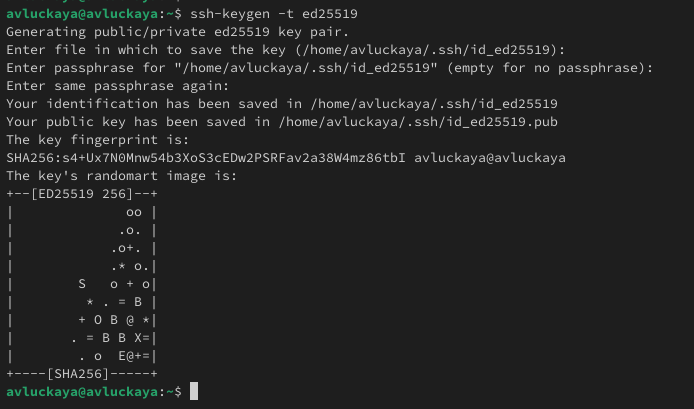 avluckaya@avluckaya:~$ ssh-keygen -t ed25519
Generating public/private ed25519 key pair.
Enter file in which to save the key (/home/avluckaya/.ssh/id_ed25519):
Enter passphrase for "/home/avluckaya/.ssh/id_ed25519" (empty for no passphrase):
Enter same passphrase again:
Your identification has been saved in /home/avluckaya/.ssh/id_ed25519
Your public key has been saved in /home/avluckaya/.ssh/id_ed25519.pub
The key fingerprint is:
SHA256:s4+Ux7N0Mnw54b3XoS3cEDw2PSRFav2a38W4mz86tbI avluckaya@avluckaya
The key's randomart image is:
+--[ED25519 256]--+
|              oo |
|             .o. |
|            .o+. |
|            .* o.|
|        S   o + o|
|         * . = B |
|        + O B @ *|
|       . = B B X=|
|        . o  E@+=|
+----[SHA256]-----+
avluckaya@avluckaya:~$